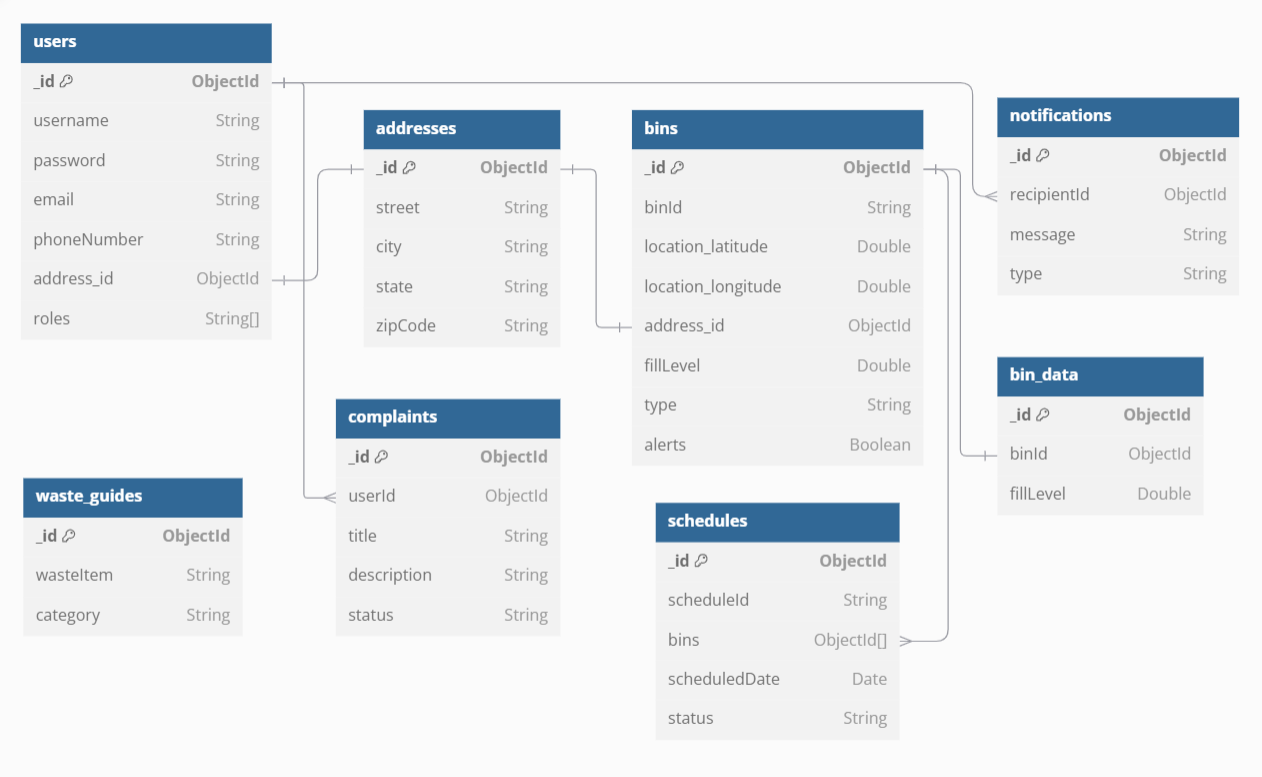 users
_id ObjectId
username String
password String
email String
phoneNumber String
address_id ObjectId
roles String[]
addresses
_id ObjectId
street String
city String
state String
zipCode String
bins
_id ObjectId
binId String
location_latitude Double
location_longitude Double
address_id ObjectId
fillLevel Double
type String
alerts Boolean
notifications
_id ObjectId
recipientId ObjectId
message String
type String
bin_data
_id ObjectId
binId ObjectId
fillLevel Double
complaints
_id ObjectId
userId ObjectId
title String
description String
status String
waste_guides
_id ObjectId
wasteItem String
category String
schedules
_id ObjectId
scheduleId String
bins ObjectId[]
scheduledDate Date
status String